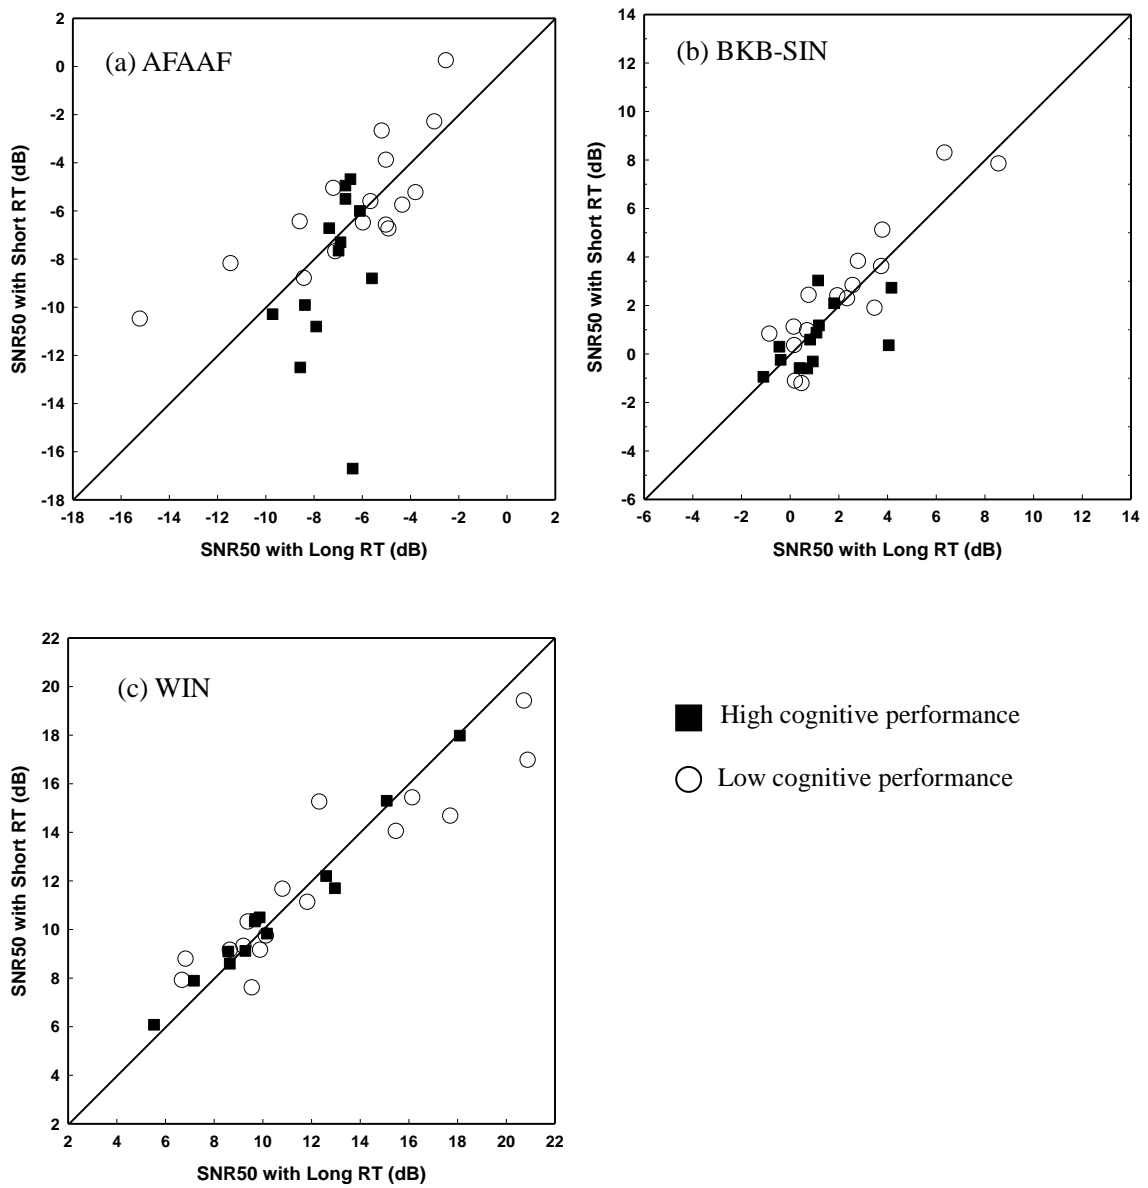 (a) AFAAF
2
0
-2
-4
-6
-8
-10
-12
-14
-16
-18
SNR50 with Short RT (dB)
-18 -16 -14 -12 -10 -8 -6 -4 -2 0 2
SNR50 with Long RT (dB)
(b) BKB-SIN
14
12
10
8
6
4
2
0
-2
-4
-6
SNR50 with Short RT (dB)
-6 -4 -2 0 2 4 6 8 10 12 14
SNR50 with Long RT (dB)
(c) WIN
22
20
18
16
14
12
10
8
6
4
2
SNR50 with Short RT (dB)
2 4 6 8 10 12 14 16 18 20 22
SNR50 with Long RT (dB)
High cognitive performance
Low cognitive performance